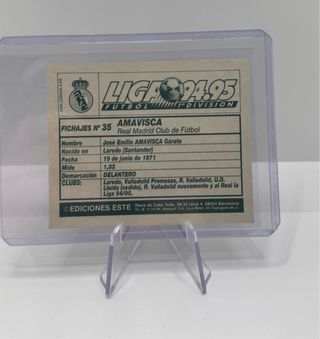 LIGA 94.95
FUTBOL 1ª DIVISION
FICHAJES Nº 35 AMAVISCA
Real Madrid Club de Fútbol
Nombre José Emilio AMAVISCA Gárate
Nacido en Laredo (Santander)
Fecha 19 de junio de 1971
Mide 1,82
Demarcación DELANTERO
CLUBS: Laredo, Valladolid Promesas, R. Valladolid, U.D.
Lleida (cedido), R. Valladolid nuevamente y al Real la
Liga 94/95.
EDICIONES ESTE
08024 Barcelona